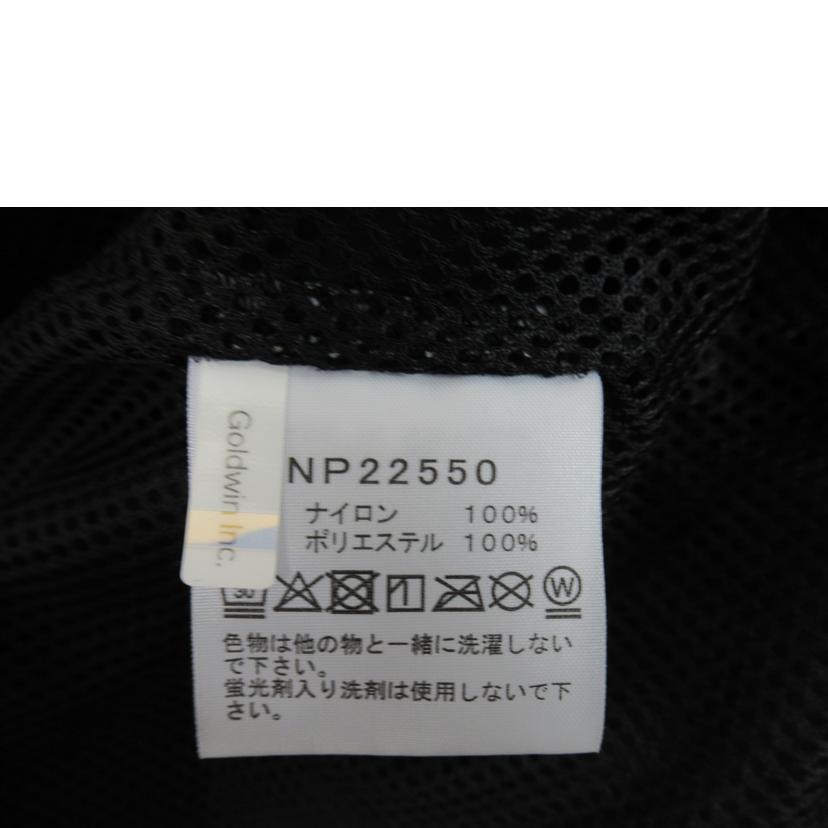 Goldwin Inc.
NP22550
ナイロン 100%
ポリエステル 100%
30
W
色物は他の物と一緒に洗濯しない
で下さい。
蛍光剤入り洗剤は使用しないで下
さい。